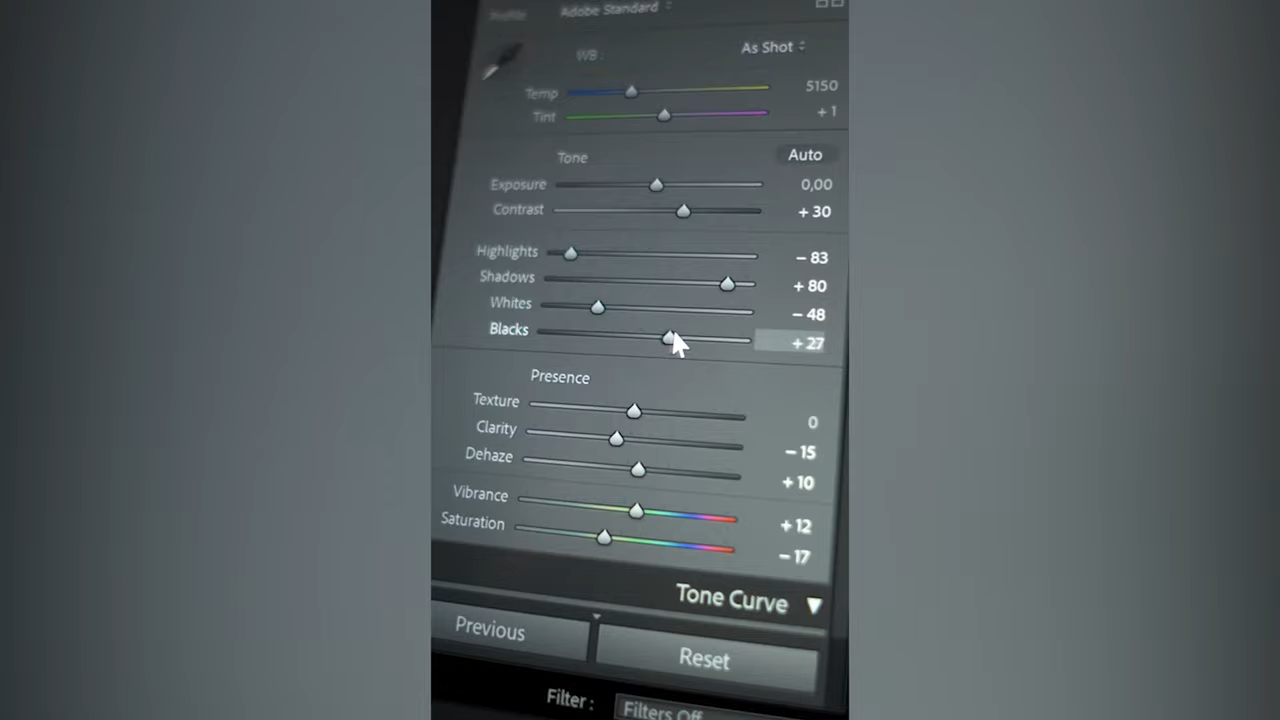 Profile Adobe Standard
WB: As Shot
Temp 5150
Tint + 1
Tone Auto
Exposure 0,00
Contrast + 30
Highlights − 83
Shadows + 80
Whites − 48
Blacks + 27
Presence
Texture 0
Clarity − 15
Dehaze + 10
Vibrance + 12
Saturation − 17
Tone Curve
Previous Reset
Filter : Filters Off